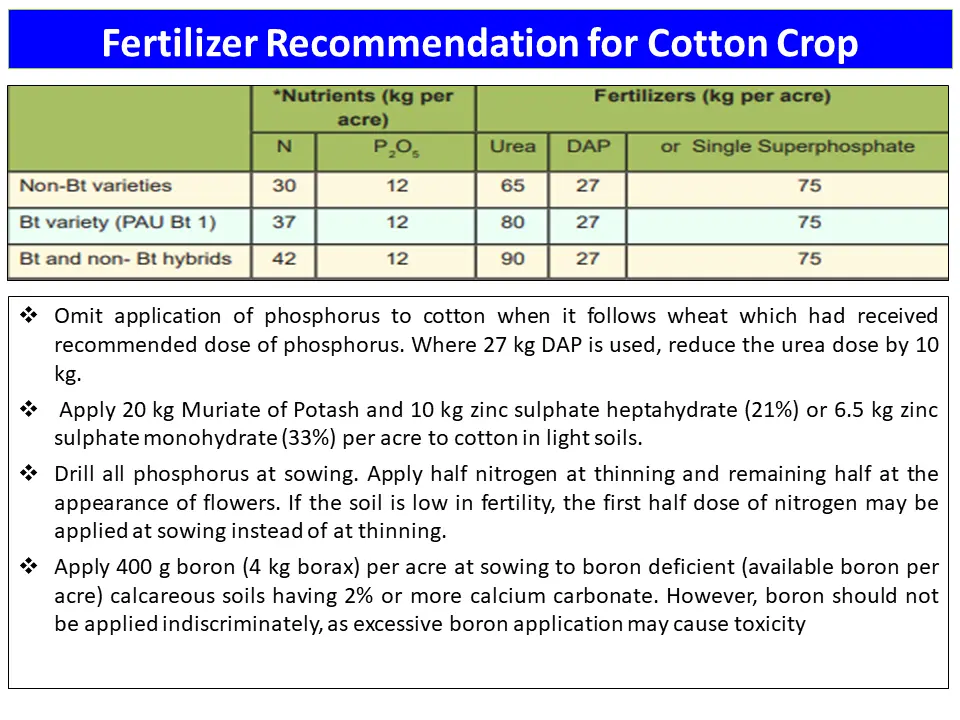 Fertilizer Recommendation for Cotton Crop
*Nutrients (kg per acre) Fertilizers (kg per acre)
N P2O5 Urea DAP or Single Superphosphate
Non-Bt varieties 30 12 65 27 75
Bt variety (PAU Bt 1) 37 12 80 27 75
Bt and non- Bt hybrids 42 12 90 27 75
❖ Omit application of phosphorus to cotton when it follows wheat which had received
recommended dose of phosphorus. Where 27 kg DAP is used, reduce the urea dose by 10
kg.
❖ Apply 20 kg Muriate of Potash and 10 kg zinc sulphate heptahydrate (21%) or 6.5 kg zinc
sulphate monohydrate (33%) per acre to cotton in light soils.
❖ Drill all phosphorus at sowing. Apply half nitrogen at thinning and remaining half at the
appearance of flowers. If the soil is low in fertility, the first half dose of nitrogen may be
applied at sowing instead of at thinning.
❖ Apply 400 g boron (4 kg borax) per acre at sowing to boron deficient (available boron per
acre) calcareous soils having 2% or more calcium carbonate. However, boron should not
be applied indiscriminately, as excessive boron application may cause toxicity